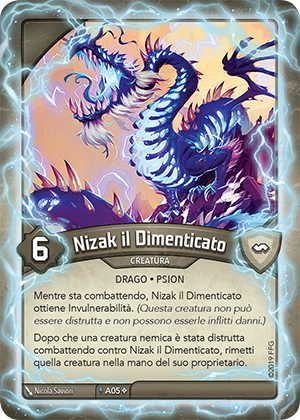 6
Nizak il Dimenticato
CREATURA
DRAGO • PSION
Mentre sta combattendo, Nizak il Dimenticato
ottiene Invulnerabilità. (Questa creatura non può
essere distrutta e non possono esserle inflitti danni.)
Dopo che una creatura nemica è stata distrutta
combattendo contro Nizak il Dimenticato, rimetti
quella creatura nella mano del suo proprietario.
©2019 FFG
Nicola Saviori
A05